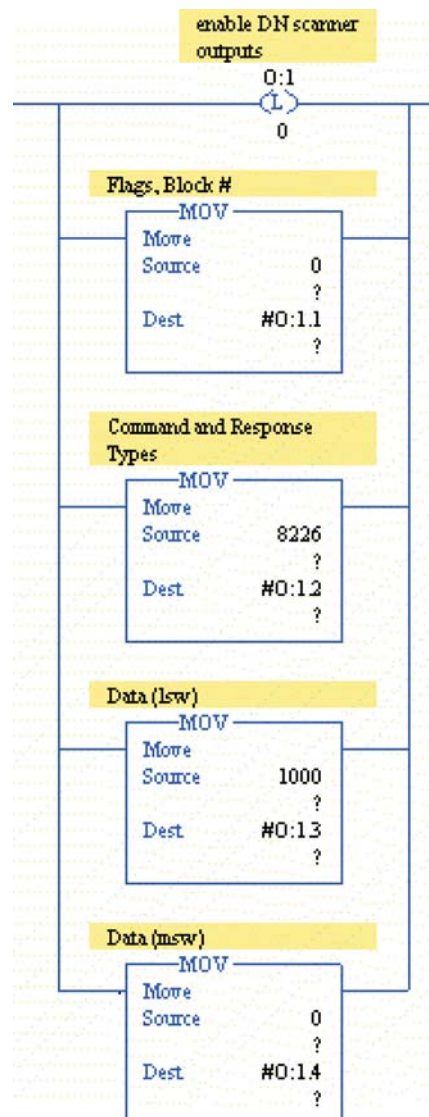 enable DN scanner
outputs
O:1
(L)
0
Flags, Block #
MOV
Move
Source 0
?
Dest #O:1.1
?
Command and Response
Types
MOV
Move
Source 8226
?
Dest #O:1.2
?
Data (lsw)
MOV
Move
Source 1000
?
Dest #O:1.3
?
Data (msw)
MOV
Move
Source 0
?
Dest #O:1.4
?